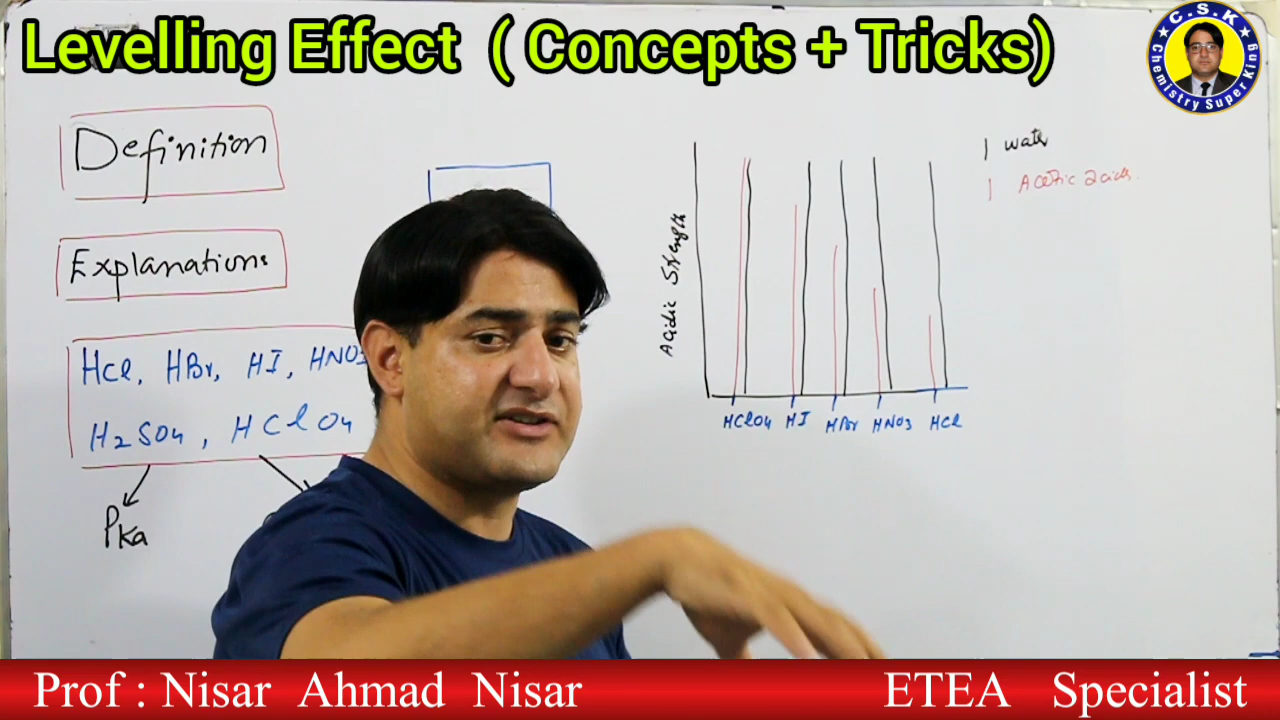 Levelling Effect ( Concepts + Tricks)
C.S.K
Chemistry Super King
Definition
Explanations
HCl, HBr, HI, HNO3
H2SO4, HClO4
PKa
Acidic Strength
HClO4 HI HBr HNO3 HCl
| water
| Acetic acids.
Prof : Nisar Ahmad Nisar
ETEA Specialist